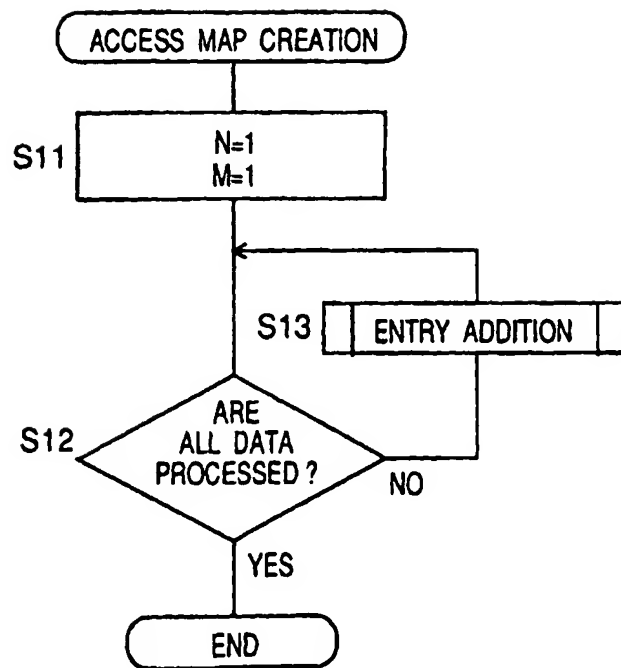 ACCESS MAP CREATION
S11
N=1
M=1
S13
ENTRY ADDITION
S12
ARE
ALL DATA
PROCESSED?
NO
YES
END